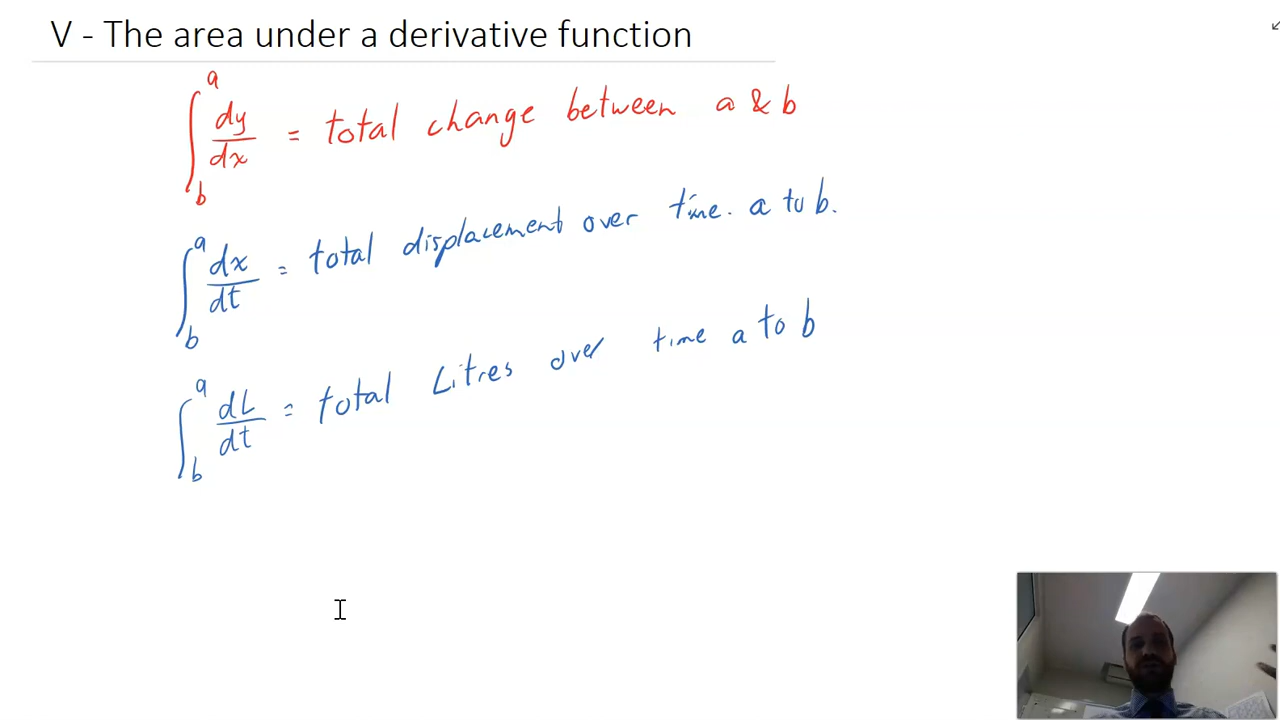 V - The area under a derivative function
∫_b^a dy/dx = total change between a & b
∫_b^a dx/dt = total displacement over time. a to b.
∫_b^a dL/dt = total Litres over time a to b